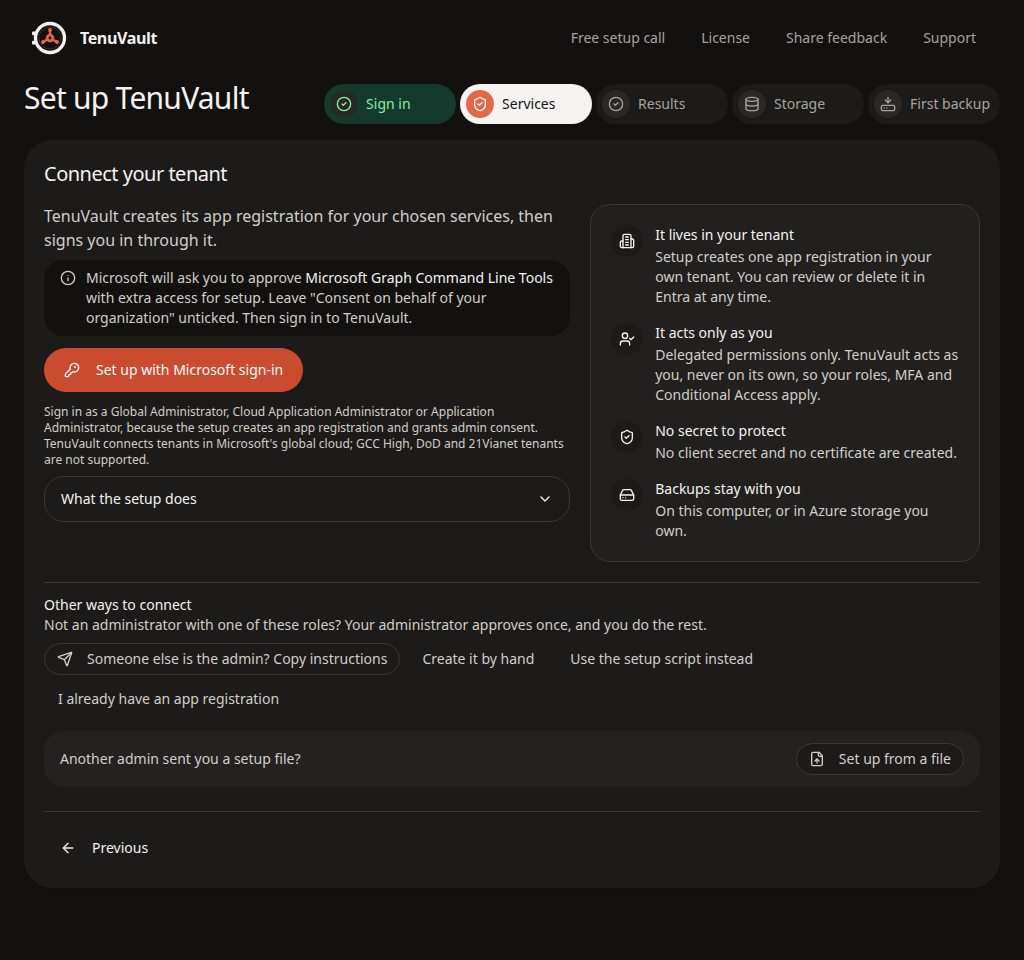 TenuVault
Free setup call
License
Share feedback
Support
Set up TenuVault
Sign in
Services
Results
Storage
First backup
Connect your tenant
TenuVault creates its app registration for your chosen services, then
signs you in through it.
Microsoft will ask you to approve Microsoft Graph Command Line Tools
with extra access for setup. Leave "Consent on behalf of your
organization" unticked. Then sign in to TenuVault.
Set up with Microsoft sign-in
Sign in as a Global Administrator, Cloud Application Administrator or Application
Administrator, because the setup creates an app registration and grants admin consent.
TenuVault connects tenants in Microsoft's global cloud; GCC High, DoD and 21Vianet tenants
are not supported.
What the setup does
It lives in your tenant
Setup creates one app registration in your
own tenant. You can review or delete it in
Entra at any time.
It acts only as you
Delegated permissions only. TenuVault acts as
you, never on its own, so your roles, MFA and
Conditional Access apply.
No secret to protect
No client secret and no certificate are created.
Backups stay with you
On this computer, or in Azure storage you
own.
Other ways to connect
Not an administrator with one of these roles? Your administrator approves once, and you do the rest.
Someone else is the admin? Copy instructions
Create it by hand
Use the setup script instead
I already have an app registration
Another admin sent you a setup file?
Set up from a file
Previous